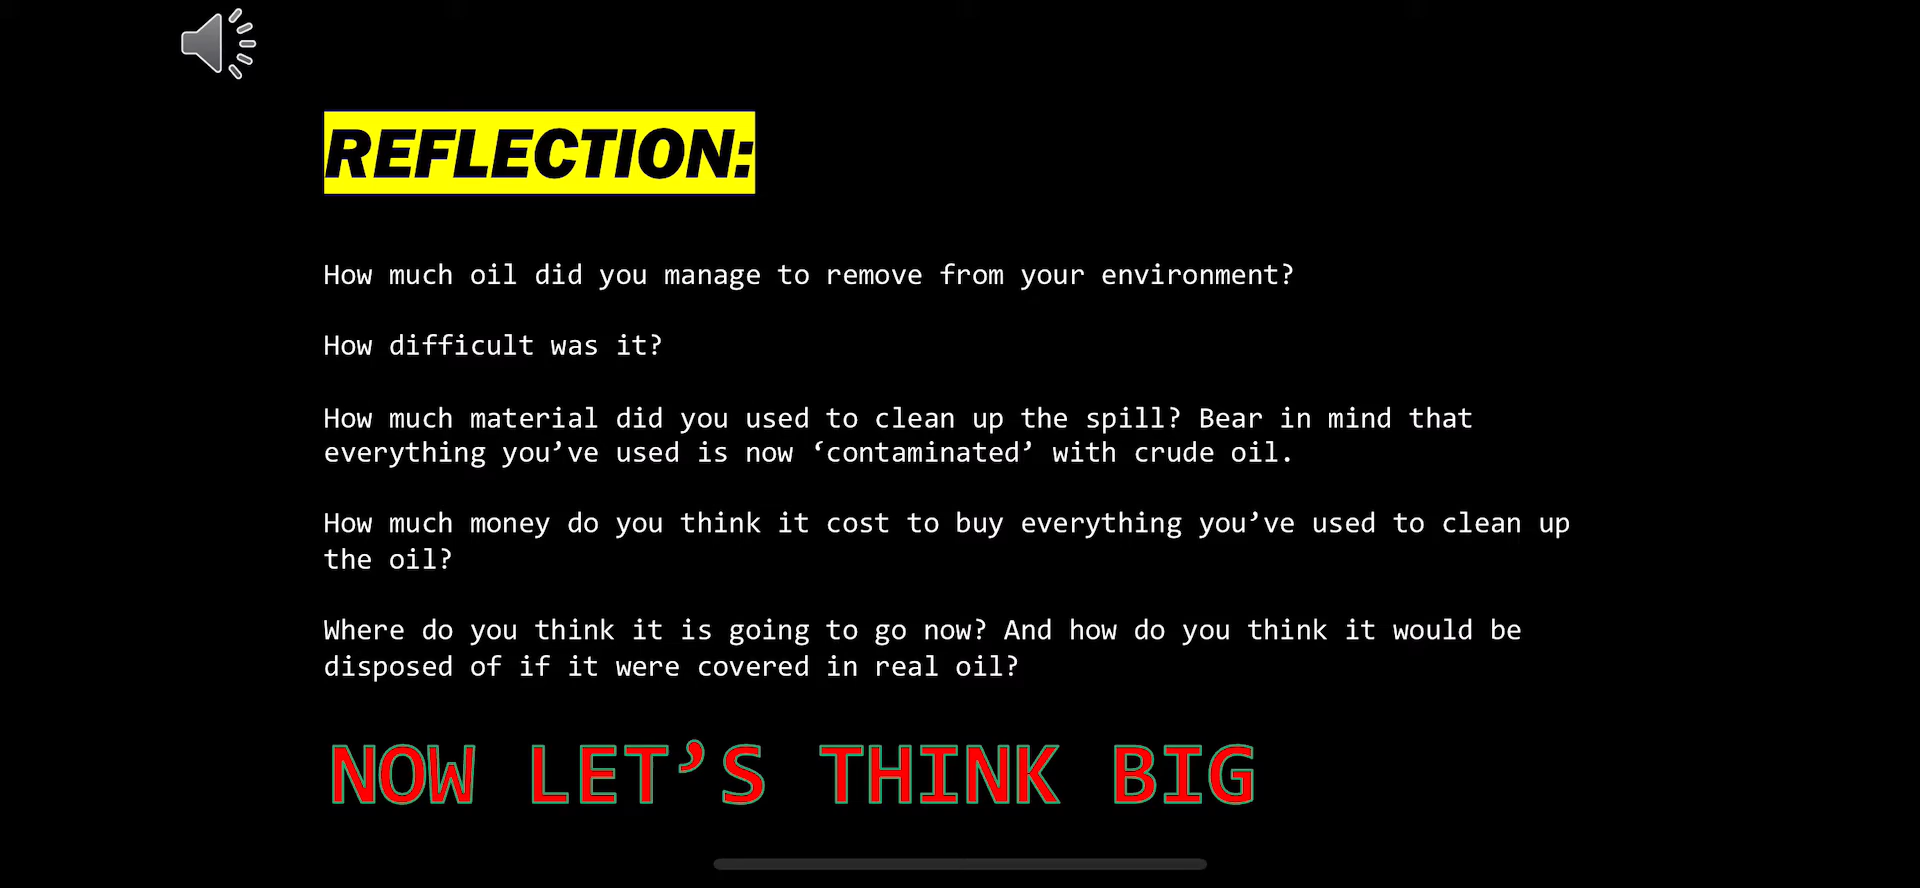 REFLECTION:
How much oil did you manage to remove from your environment?
How difficult was it?
How much material did you used to clean up the spill? Bear in mind that
everything you’ve used is now ‘contaminated’ with crude oil.
How much money do you think it cost to buy everything you’ve used to clean up
the oil?
Where do you think it is going to go now? And how do you think it would be
disposed of if it were covered in real oil?
NOW LET’S THINK BIG